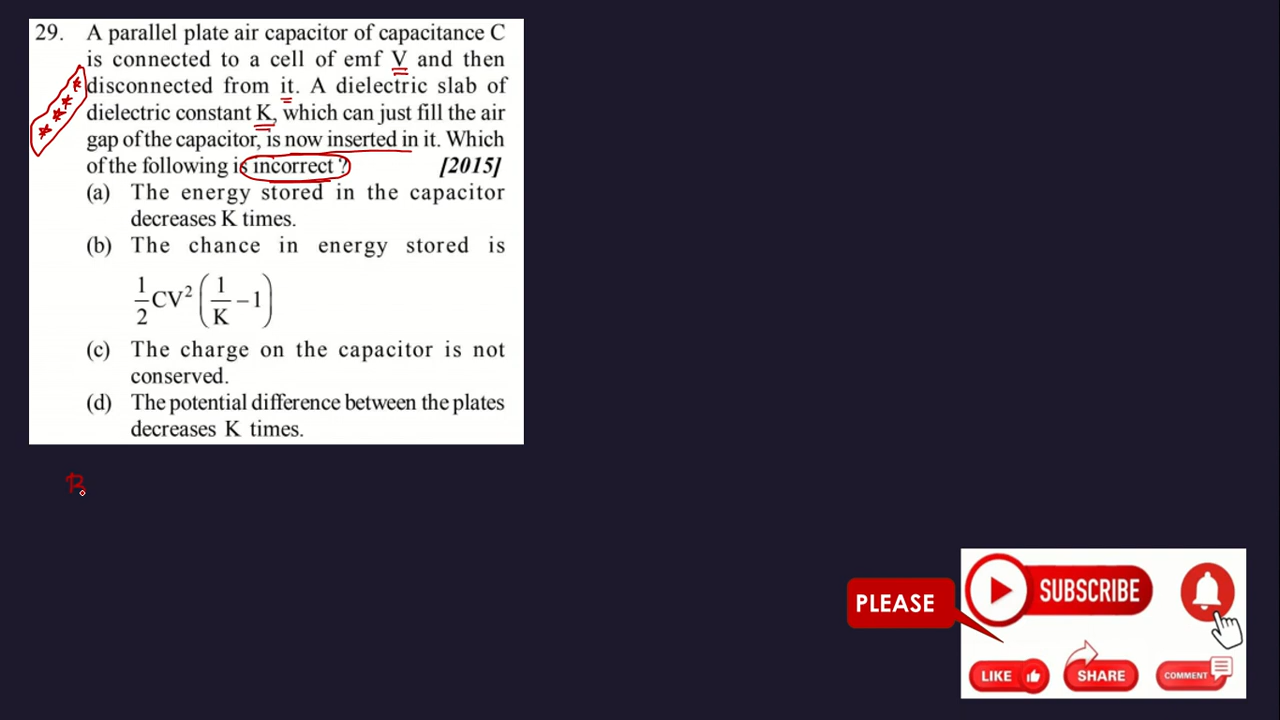 29. A parallel plate air capacitor of capacitance C
is connected to a cell of emf V and then
disconnected from it. A dielectric slab of
dielectric constant K, which can just fill the air
gap of the capacitor, is now inserted in it. Which
of the following is incorrect ? [2015]
(a) The energy stored in the capacitor
decreases K times.
(b) The chance in energy stored is
1/2 CV² (1/K − 1)
(c) The charge on the capacitor is not
conserved.
(d) The potential difference between the plates
decreases K times.
PLEASE
SUBSCRIBE
LIKE
SHARE
COMMENT